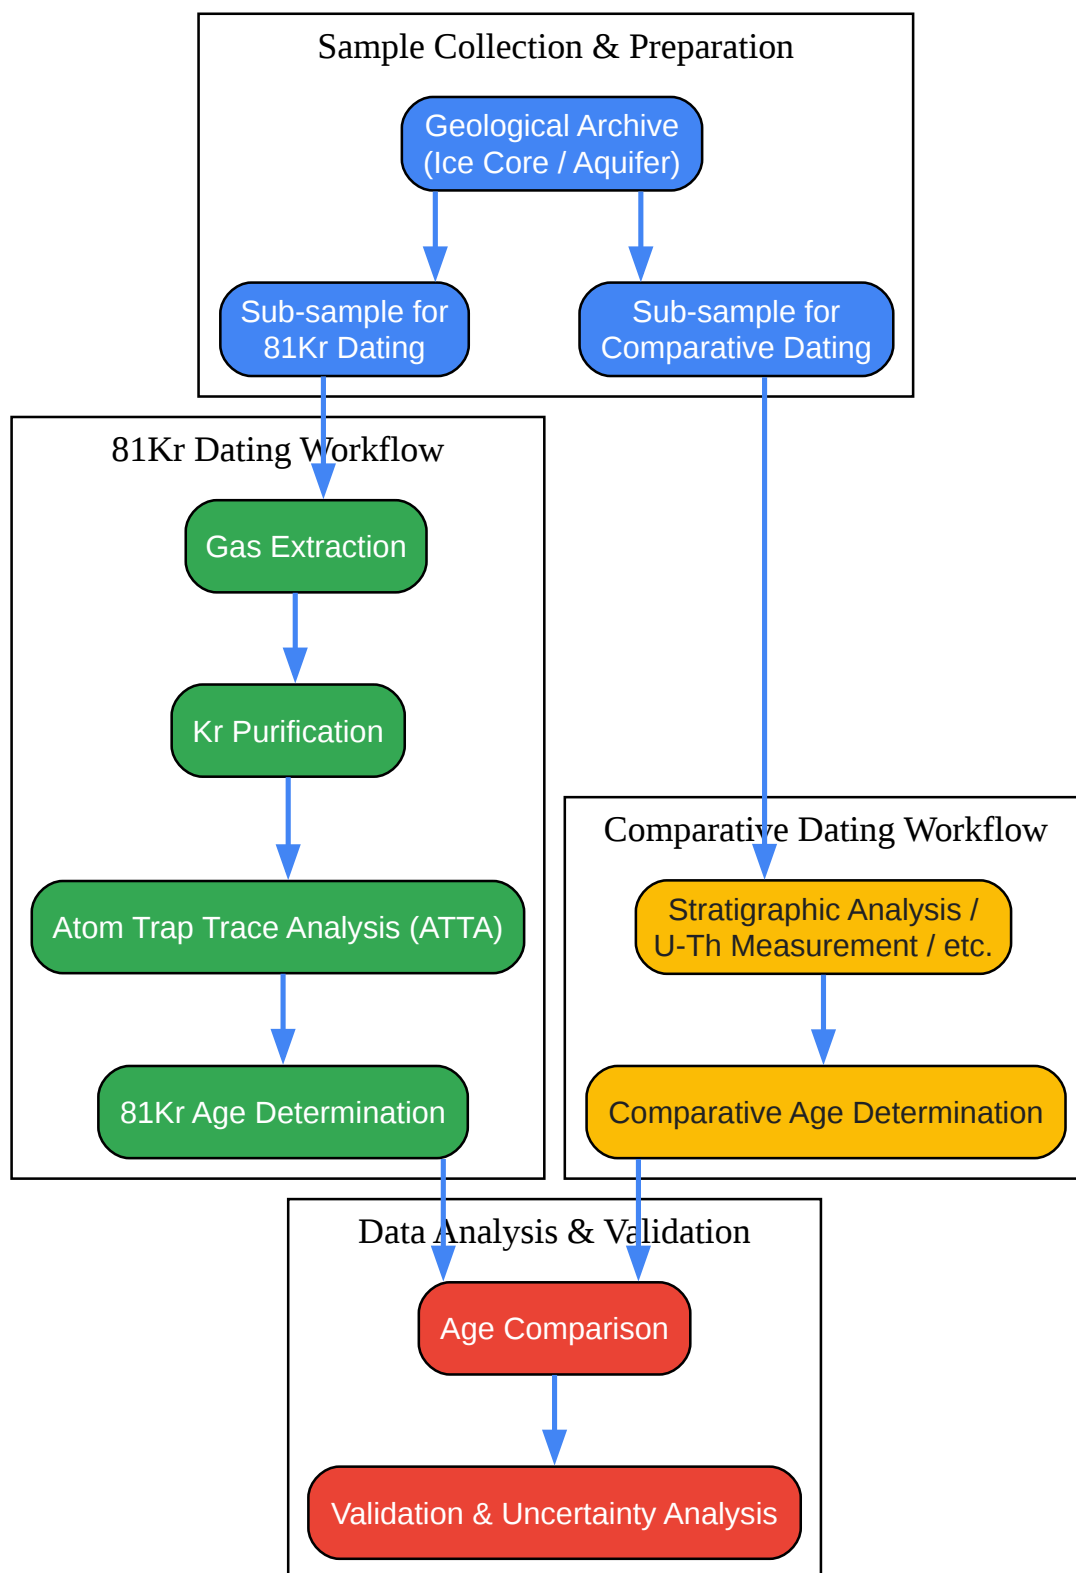 Sample Collection & Preparation
Geological Archive
(Ice Core / Aquifer)
Sub-sample for
81Kr Dating
Sub-sample for
Comparative Dating
81Kr Dating Workflow
Gas Extraction
Kr Purification
Atom Trap Trace Analysis (ATTA)
81Kr Age Determination
Comparative Dating Workflow
Stratigraphic Analysis /
U-Th Measurement / etc.
Comparative Age Determination
Data Analysis & Validation
Age Comparison
Validation & Uncertainty Analysis